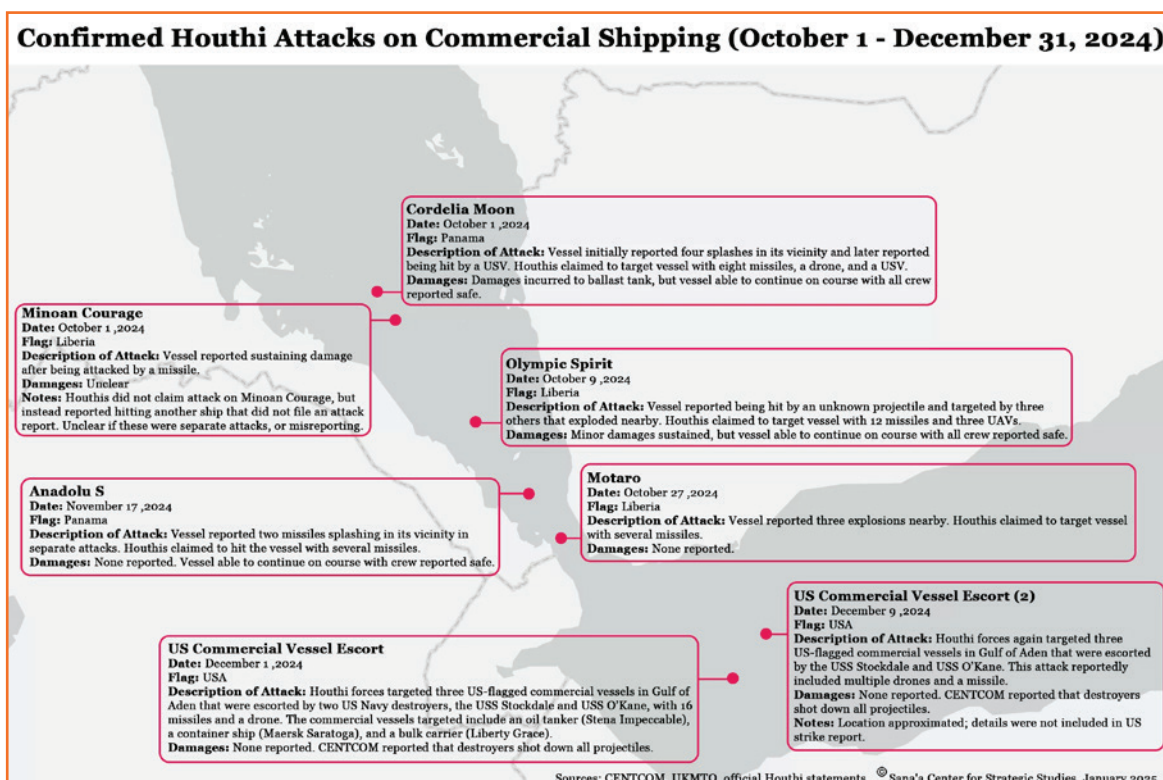 Confirmed Houthi Attacks on Commercial Shipping (October 1 - December 31, 2024)
Cordelia Moon
Date: October 1 ,2024
Flag: Panama
Description of Attack: Vessel initially reported four splashes in its vicinity and later reported
being hit by a USV. Houthis claimed to target vessel with eight missiles, a drone, and a USV.
Damages: Damages incurred to ballast tank, but vessel able to continue on course with all crew
reported safe.
Minoan Courage
Date: October 1 ,2024
Flag: Liberia
Description of Attack: Vessel reported sustaining damage
after being attacked by a missile.
Damages: Unclear
Notes: Houthis did not claim attack on Minoan Courage, but
instead reported hitting another ship that did not file an attack
report. Unclear if these were separate attacks, or misreporting.
Olympic Spirit
Date: October 9 ,2024
Flag: Liberia
Description of Attack: Vessel reported being hit by an unknown projectile and targeted by three
others that exploded nearby. Houthis claimed to target vessel with 12 missiles and three UAVs.
Damages: Minor damages sustained, but vessel able to continue on course with all crew reported safe.
Anadolu S
Date: November 17 ,2024
Flag: Panama
Description of Attack: Vessel reported two missiles splashing in its vicinity in
separate attacks. Houthis claimed to hit the vessel with several missiles.
Damages: None reported. Vessel able to continue on course with crew reported safe.
Motaro
Date: October 27 ,2024
Flag: Liberia
Description of Attack: Vessel reported three explosions nearby. Houthis claimed to target vessel
with several missiles.
Damages: None reported.
US Commercial Vessel Escort
Date: December 1 ,2024
Flag: USA
Description of Attack: Houthi forces targeted three US-flagged commercial vessels in Gulf of
Aden that were escorted by two US Navy destroyers, the USS Stockdale and USS O'Kane, with 16
missiles and a drone. The commercial vessels targeted include an oil tanker (Stena Impeccable),
a container ship (Maersk Saratoga), and a bulk carrier (Liberty Grace).
Damages: None reported. CENTCOM reported that destroyers shot down all projectiles.
US Commercial Vessel Escort (2)
Date: December 9 ,2024
Flag: USA
Description of Attack: Houthi forces again targeted three
US-flagged commercial vessels in Gulf of Aden that were escorted
by the USS Stockdale and USS O'Kane. This attack reportedly
included multiple drones and a missile.
Damages: None reported. CENTCOM reported that destroyers
shot down all projectiles.
Notes: Location approximated; details were not included in US
strike report.
Sources: CENTCOM, UKMTO, official Houthi statements © Sana'a Center for Strategic Studies, January 2025